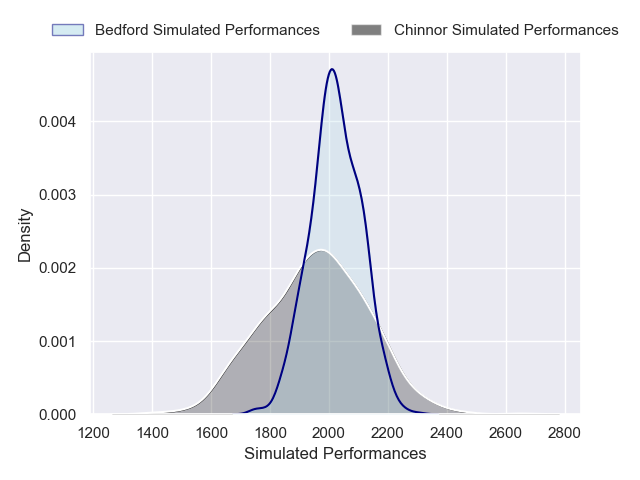 Bedford Simulated Performances Chinnor Simulated Performances
Density
0.004
0.003
0.002
0.001
0.000
1200 1400 1600 1800 2000 2200 2400 2600 2800
Simulated Performances